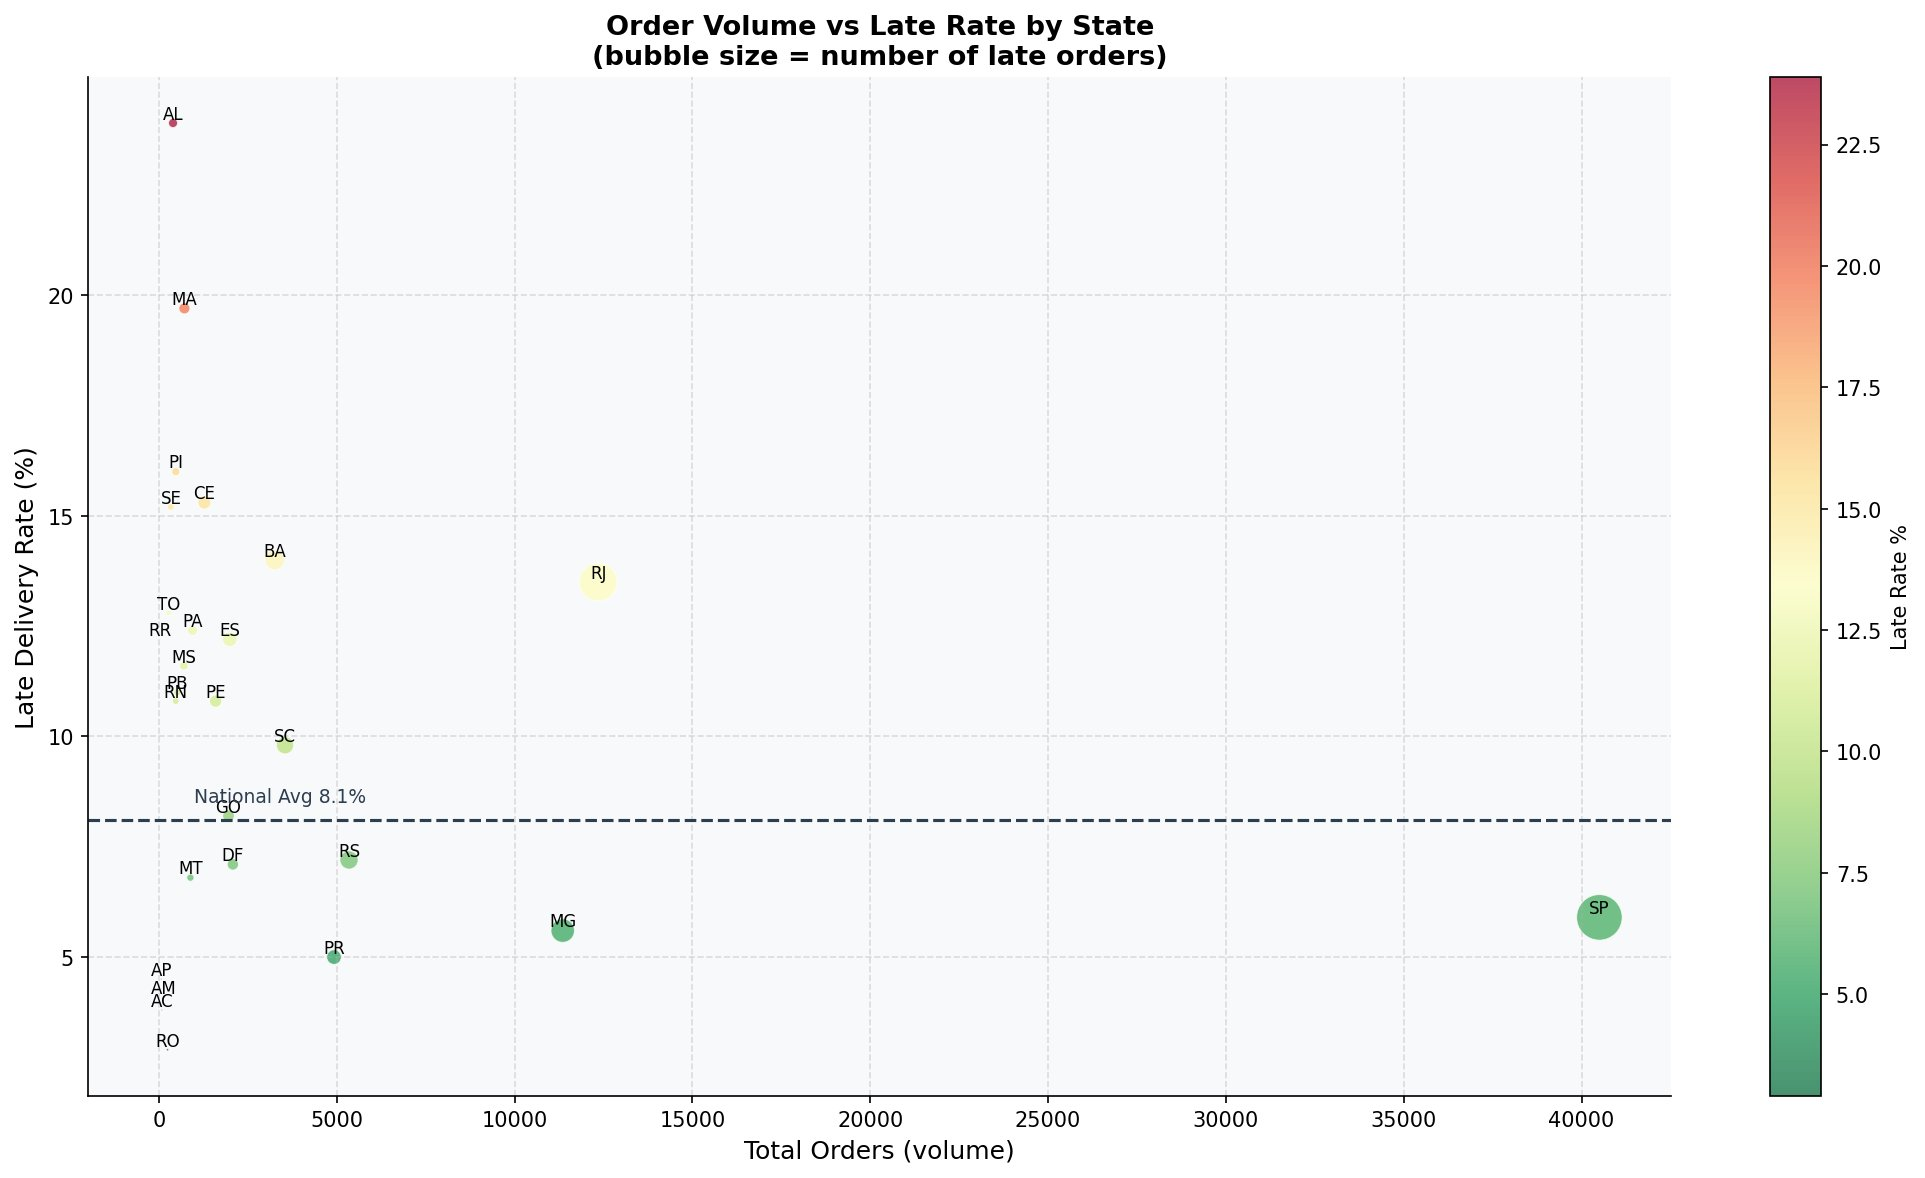 Order Volume vs Late Rate by State
(bubble size = number of late orders)
Late Delivery Rate (%)
20
15
10
5
AL
MA
PI
SE
CE
BA
RJ
TO
PA
RR
ES
MS
PB
RN
PE
SC
National Avg 8.1%
GO
RS
DF
MT
MG
SP
PR
AP
AM
AC
RO
0
5000
10000
15000
20000
25000
30000
35000
40000
Total Orders (volume)
22.5
20.0
17.5
15.0
12.5
10.0
7.5
5.0
Late Rate %